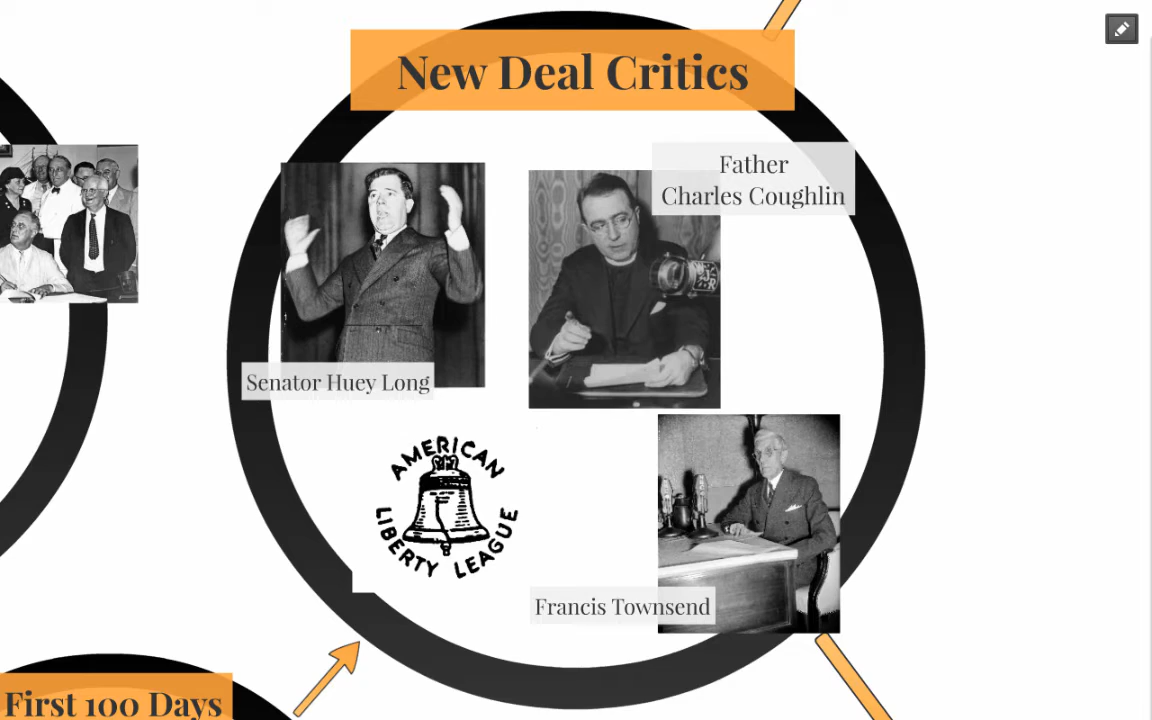 New Deal Critics
Father
Charles Coughlin
Senator Huey Long
AMERICAN
LIBERTY LEAGUE
Francis Townsend
First 100 Days